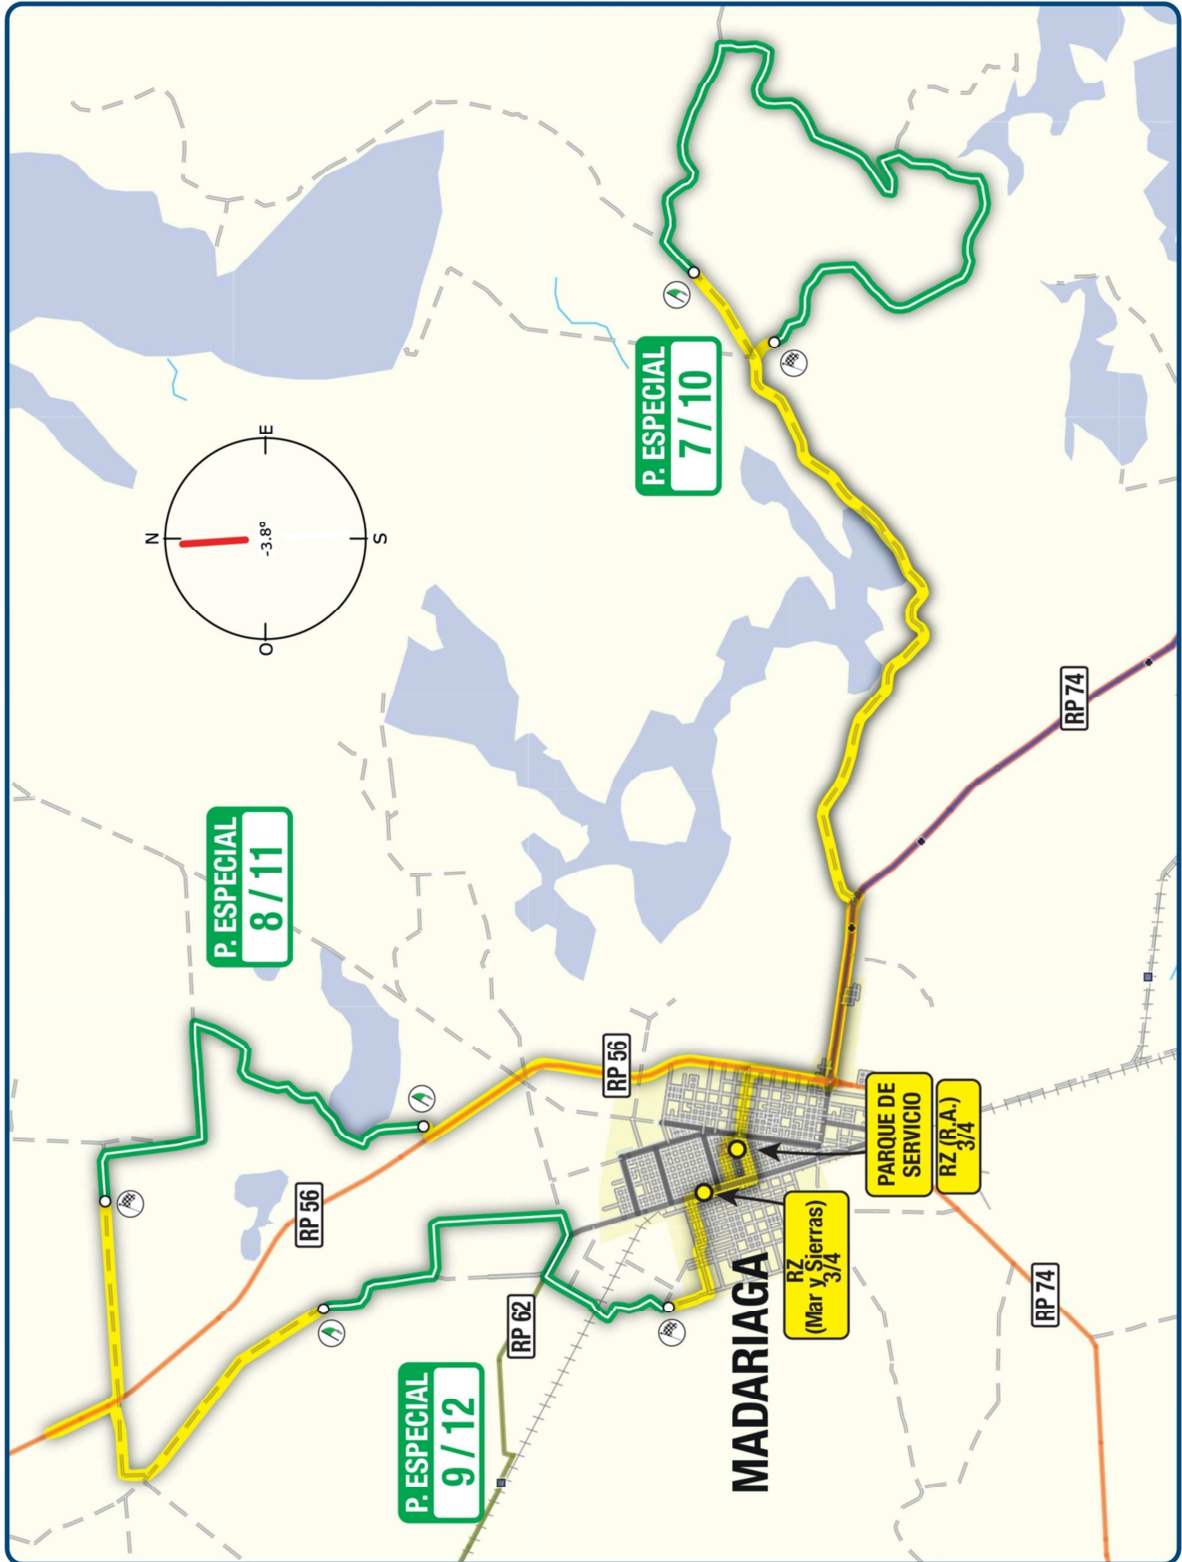 P. ESPECIAL
7 / 10
N
E
-3.8°
O
S
P. ESPECIAL
8 / 11
RP 74
RP 56
RP 56
PARQUE DE
SERVICIO
RZ (R.A.)
3/4
RZ
(Mar y Sierras)
3/4
MADARIAGA
RP 62
RP 74
P. ESPECIAL
9 / 12